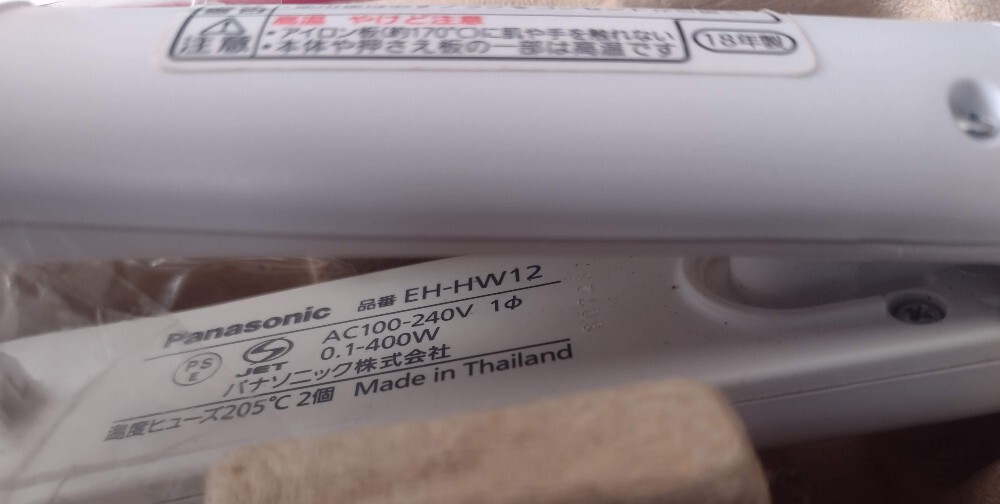 高温 やけど注意
注意
・アイロン板(約170℃)に肌や手を触れない
・本体や押さえ板の一部は高温です
18年製
Panasonic 品番 EH-HW12
AC100-240V 1φ
PS
E
JET
0.1-400W
パナソニック株式会社
温度ヒューズ205℃ 2個 Made in Thailand